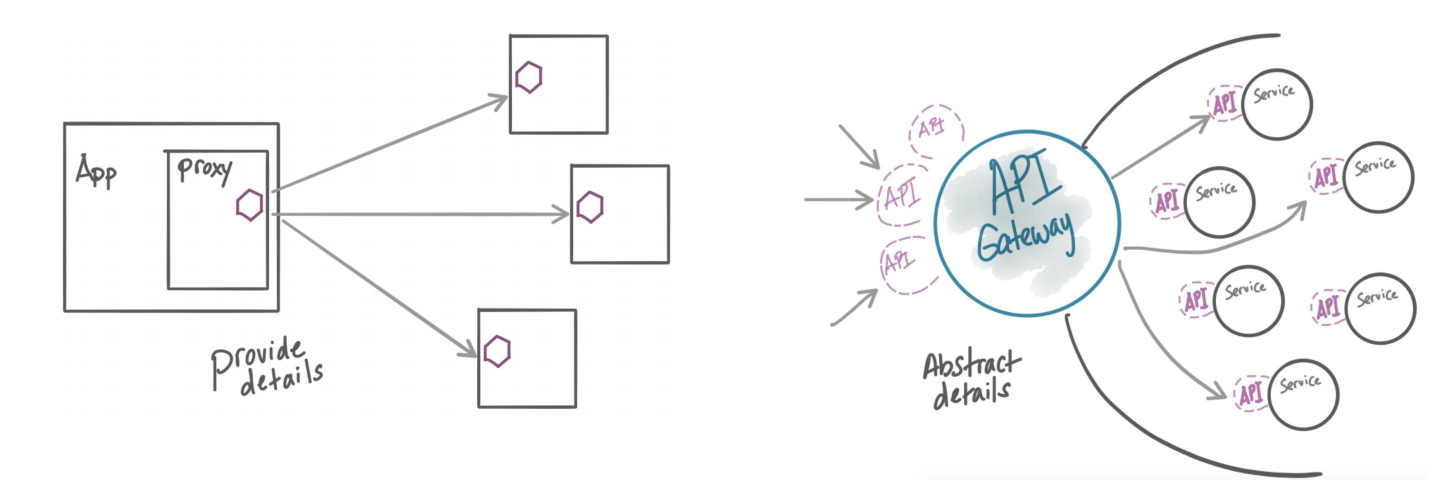 App
proxy
provide
details
API
API
API
API
Gateway
Abstract
details
API
Service
API
Service
API
Service
API
Service
API
Service
API
Service